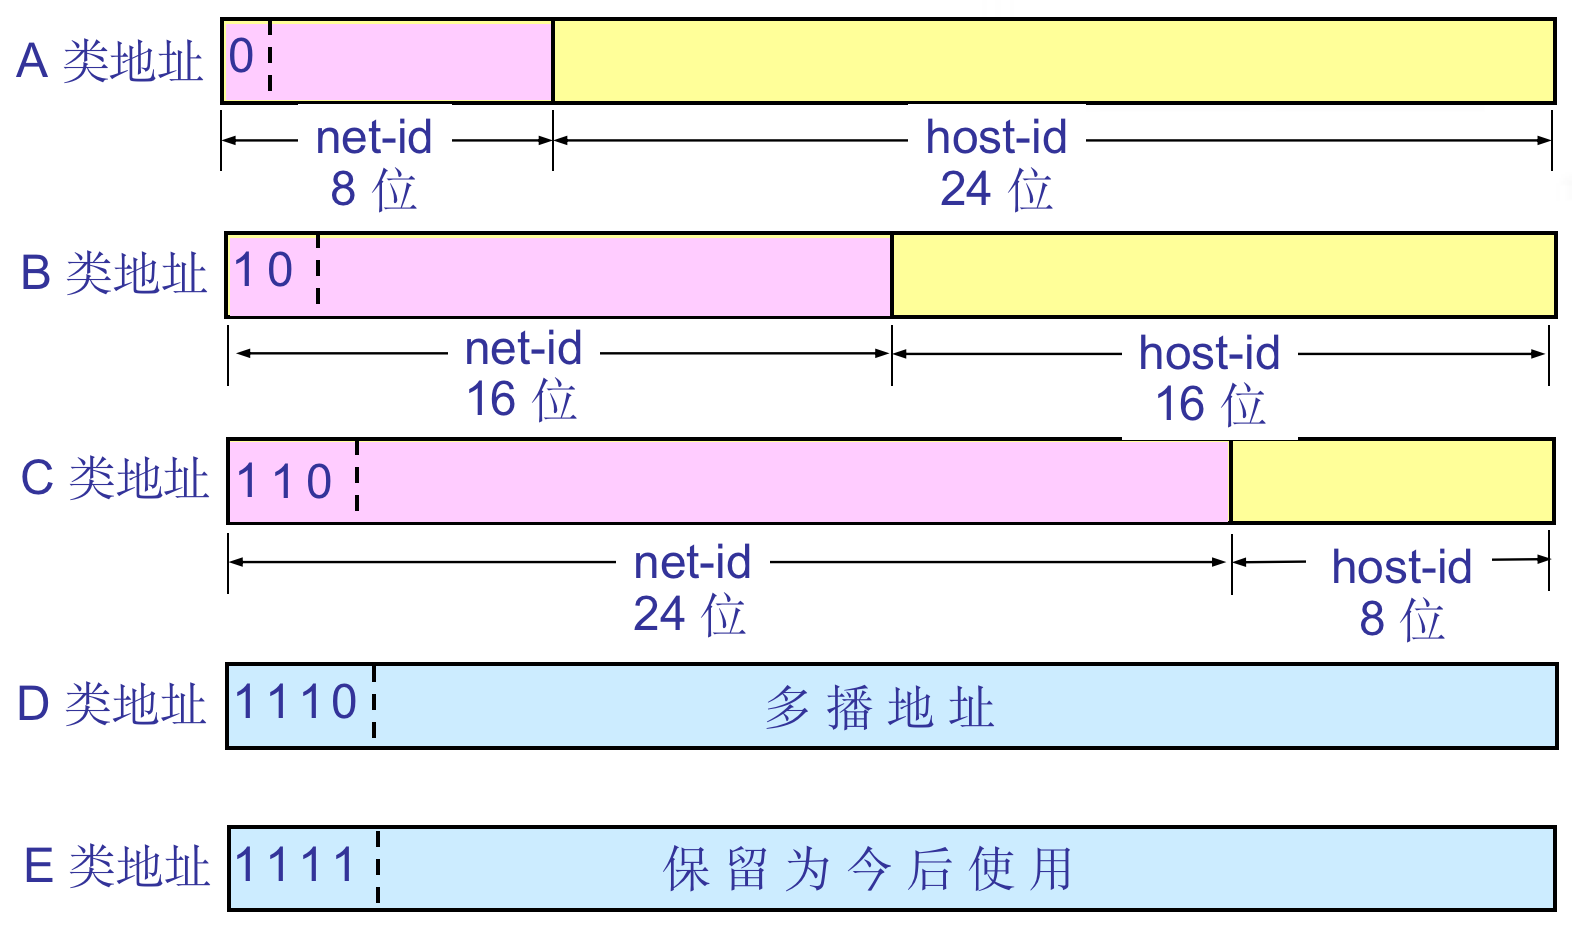 A 类地址
0
net-id
8 位
host-id
24 位
B 类地址
1 0
net-id
16 位
host-id
16 位
C 类地址
1 1 0
net-id
24 位
host-id
8 位
D 类地址
1 1 1 0
多播地址
E 类地址
1 1 1 1
保留为今后使用